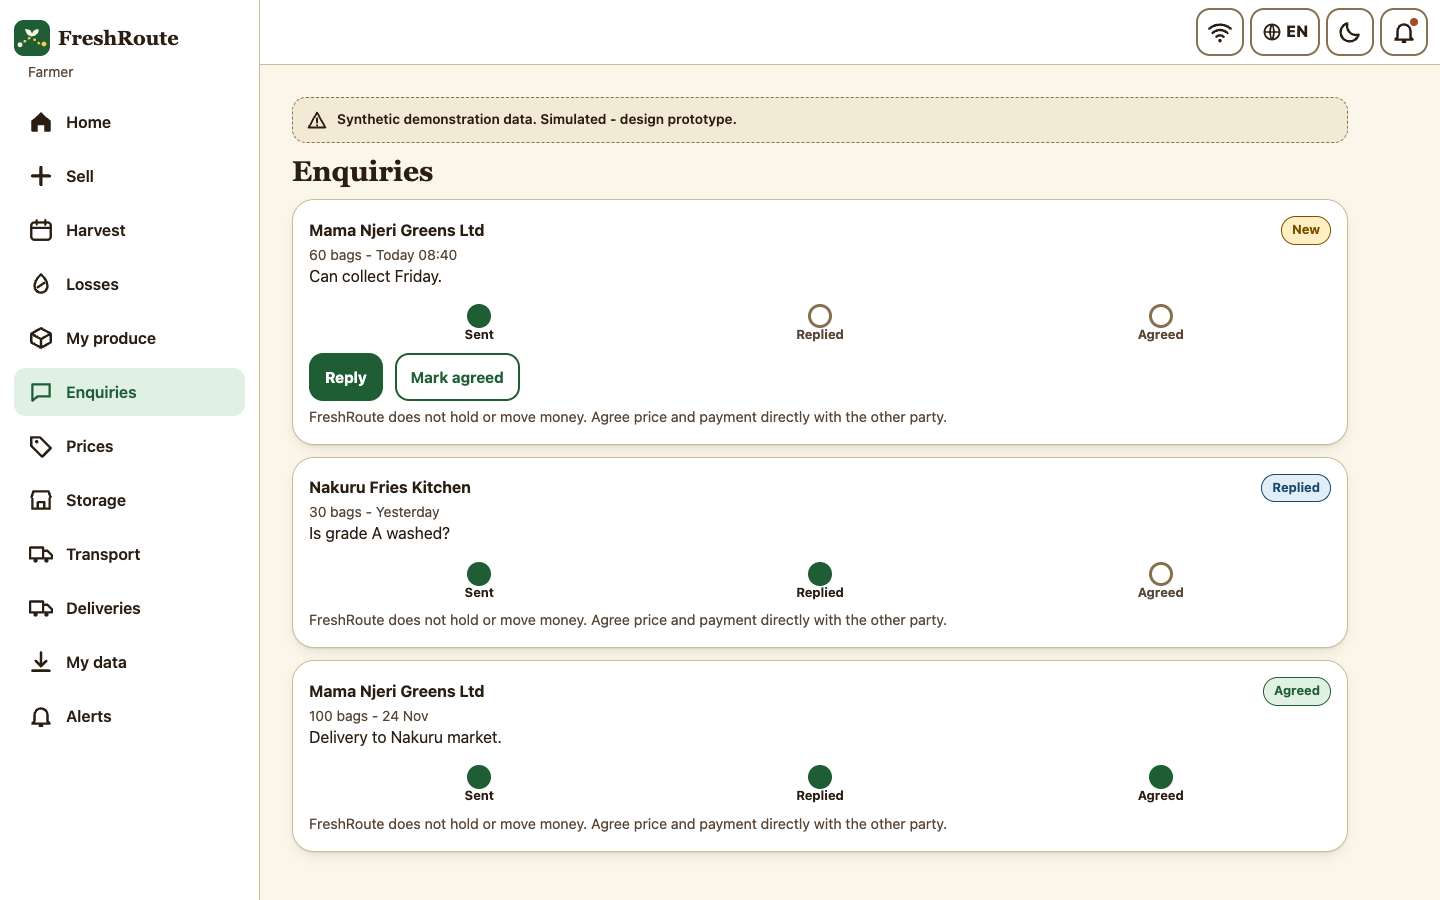 FreshRoute
Farmer
Home
Sell
Harvest
Losses
My produce
Enquiries
Prices
Storage
Transport
Deliveries
My data
Alerts
EN
Synthetic demonstration data. Simulated - design prototype.
Enquiries
Mama Njeri Greens Ltd
New
60 bags - Today 08:40
Can collect Friday.
Sent Replied Agreed
Reply Mark agreed
FreshRoute does not hold or move money. Agree price and payment directly with the other party.
Nakuru Fries Kitchen
Replied
30 bags - Yesterday
Is grade A washed?
Sent Replied Agreed
FreshRoute does not hold or move money. Agree price and payment directly with the other party.
Mama Njeri Greens Ltd
Agreed
100 bags - 24 Nov
Delivery to Nakuru market.
Sent Replied Agreed
FreshRoute does not hold or move money. Agree price and payment directly with the other party.